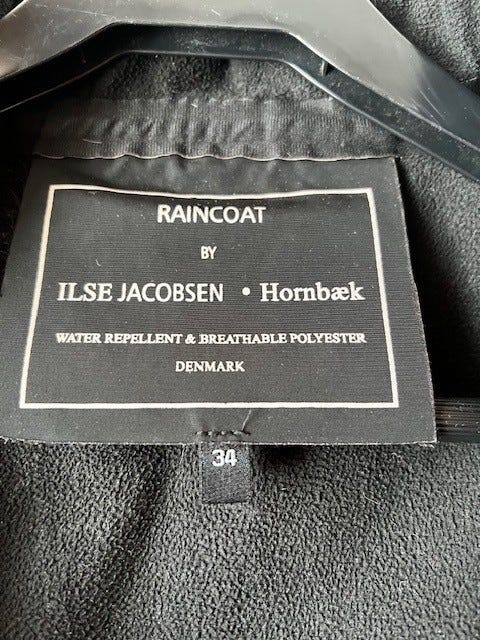 RAINCOAT
BY
ILSE JACOBSEN • Hornbæk
WATER REPELLENT & BREATHABLE POLYESTER
DENMARK
34